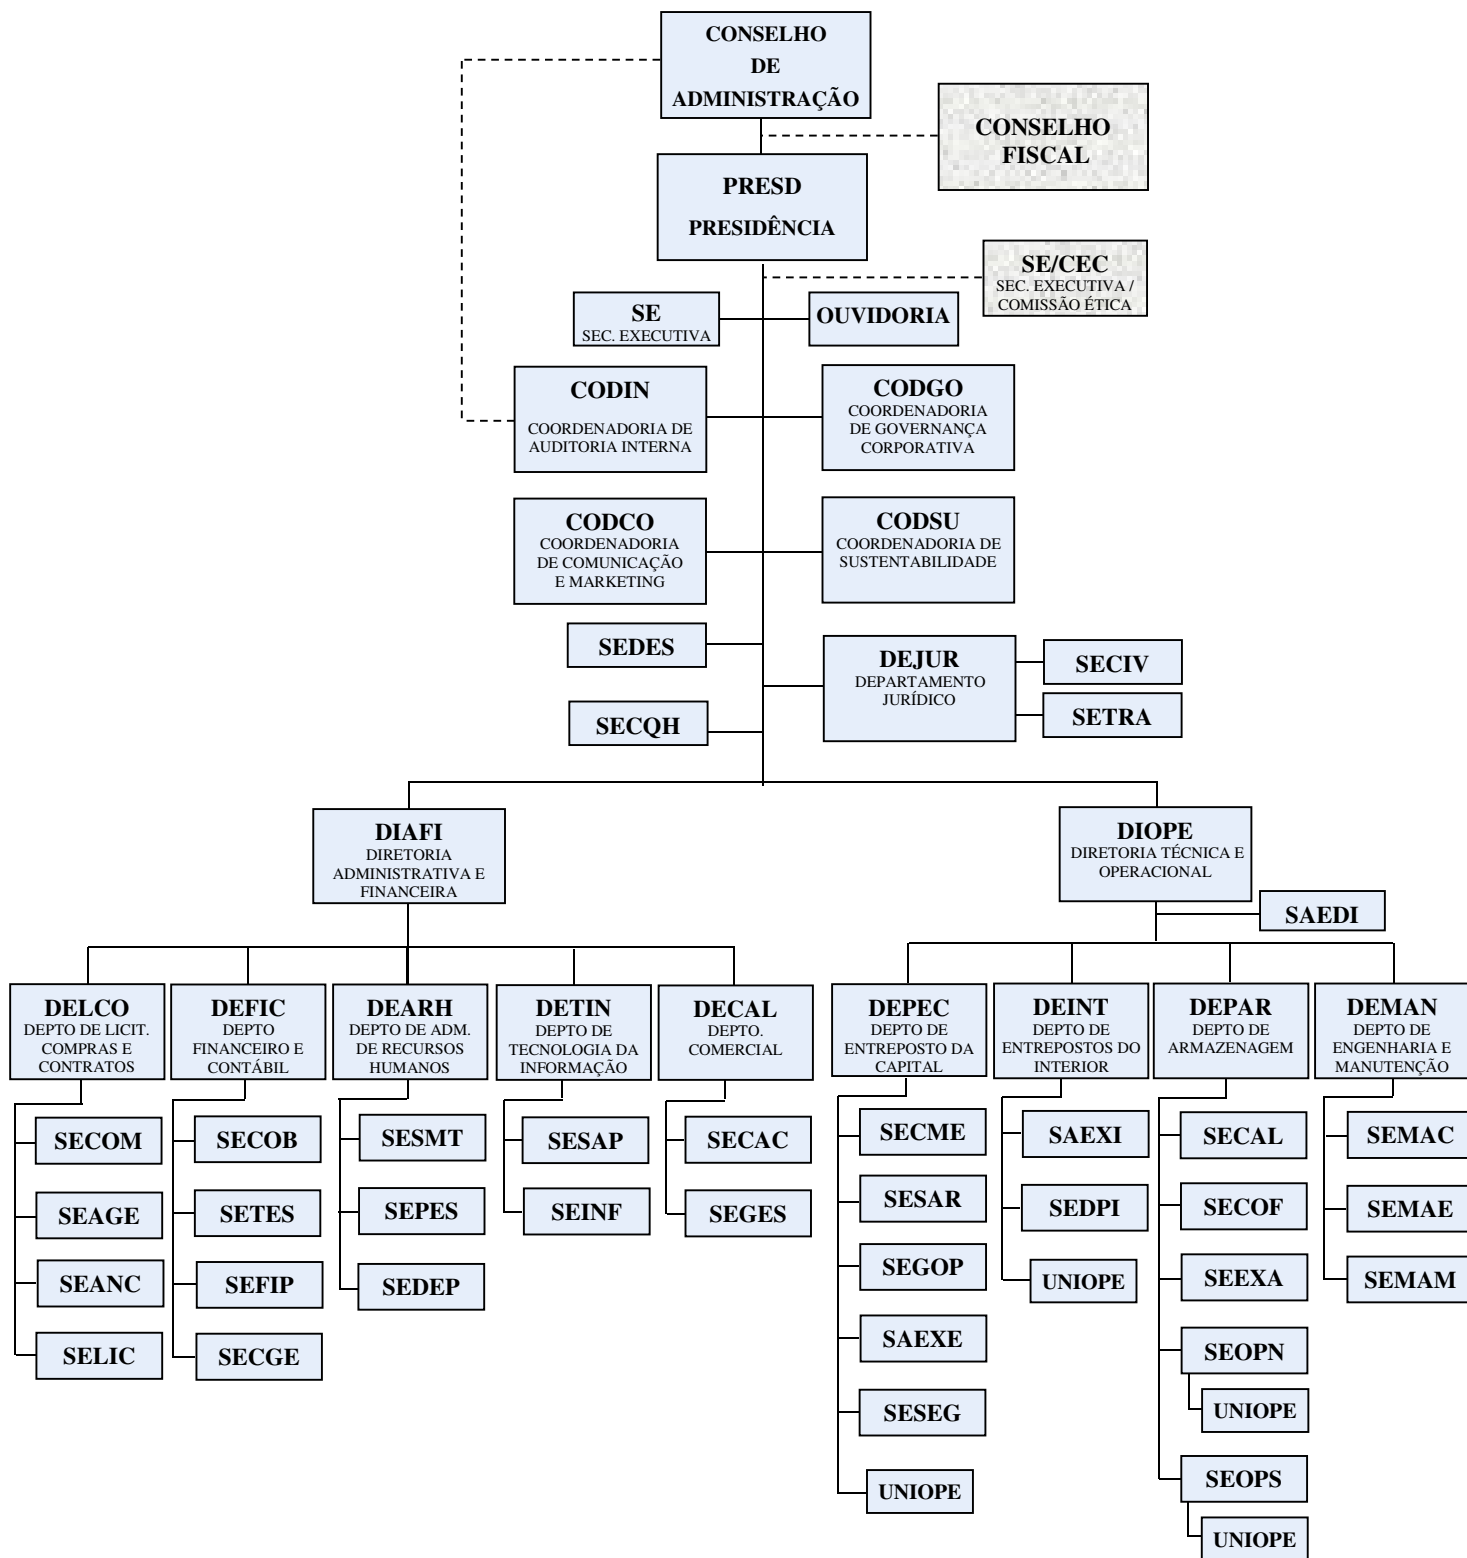 CONSELHO
DE
ADMINISTRAÇÃO
CONSELHO
FISCAL
PRESD
PRESIDÊNCIA
SE/CEC
SEC. EXECUTIVA /
COMISSÃO ÉTICA
SE
SEC. EXECUTIVA
OUVIDORIA
CODIN
COORDENADORIA DE
AUDITORIA INTERNA
CODGO
COORDENADORIA
DE GOVERNANÇA
CORPORATIVA
CODCO
COORDENADORIA
DE COMUNICAÇÃO
E MARKETING
CODSU
COORDENADORIA DE
SUSTENTABILIDADE
SEDES
DEJUR
DEPARTAMENTO
JURÍDICO
SECIV
SETRA
SECQH
DIAFI
DIRETORIA
ADMINISTRATIVA E
FINANCEIRA
DIOPE
DIRETORIA TÉCNICA E
OPERACIONAL
SAEDI
DELCO
DEPTO DE LICIT.
COMPRAS E
CONTRATOS
DEFIC
DEPTO
FINANCEIRO E
CONTÁBIL
DEARH
DEPTO DE ADM.
DE RECURSOS
HUMANOS
DETIN
DEPTO DE
TECNOLOGIA DA
INFORMAÇÃO
DECAL
DEPTO.
COMERCIAL
DEPEC
DEPTO DE
ENTREPOSTO DA
CAPITAL
DEINT
DEPTO DE
ENTREPOSTOS DO
INTERIOR
DEPAR
DEPTO DE
ARMAZENAGEM
DEMAN
DEPTO DE
ENGENHARIA E
MANUTENÇÃO
SECOM
SEAGE
SEANC
SELIC
SECOB
SETES
SEFIP
SECGE
SESMT
SEPES
SEDEP
SESAP
SEINF
SECAC
SEGES
SECME
SESAR
SEGOP
SAEXE
SESEG
UNIOPE
SAEXI
SEDPI
UNIOPE
SECAL
SECOF
SEEXA
SEOPN
UNIOPE
SEOPS
UNIOPE
SEMAC
SEMAE
SEMAM